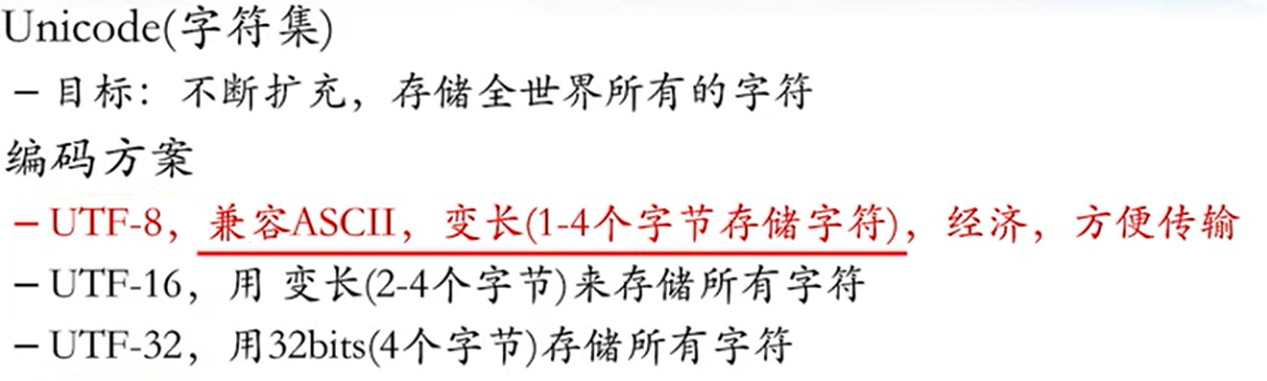 Unicode(字符集)
– 目标：不断扩充，存储全世界所有的字符
编码方案
– UTF-8，兼容ASCII，变长(1-4个字节存储字符)，经济，方便传输
– UTF-16，用 变长(2-4个字节)来存储所有字符
– UTF-32，用32bits(4个字节)存储所有字符